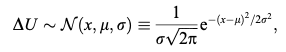 ΔU ∼ 𝒩(x, μ, σ) ≡ 1/(σ√2π) e^{−(x−μ)²/2σ²},